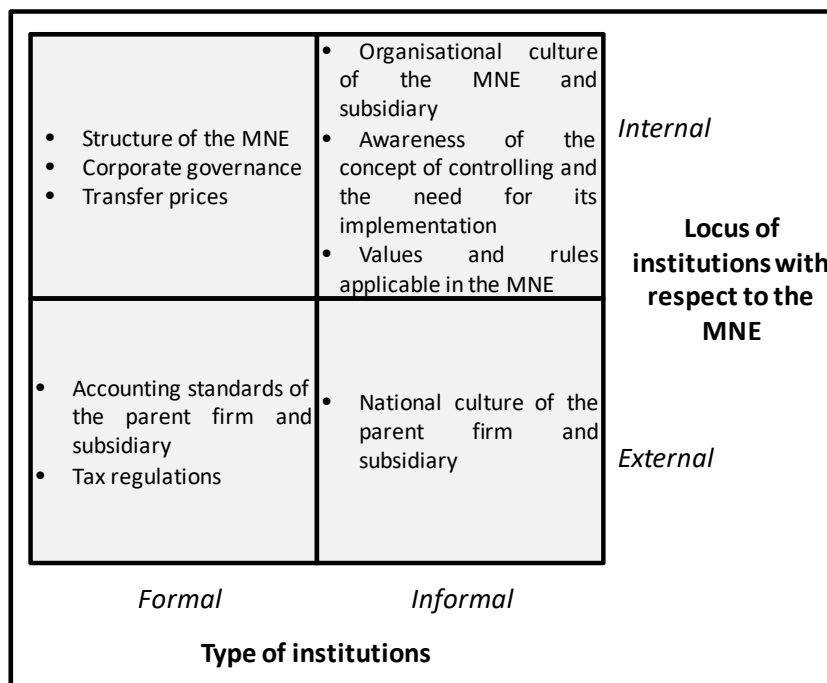 • Structure of the MNE
• Corporate governance
• Transfer prices
• Organisational culture
of the MNE and
subsidiary
• Awareness of the
concept of controlling and
the need for its
implementation
• Values and rules
applicable in the MNE
Internal
Locus of
institutions with
respect to the
MNE
• Accounting standards of
the parent firm and
subsidiary
• Tax regulations
• National culture of the
parent firm and
subsidiary
External
Formal
Informal
Type of institutions